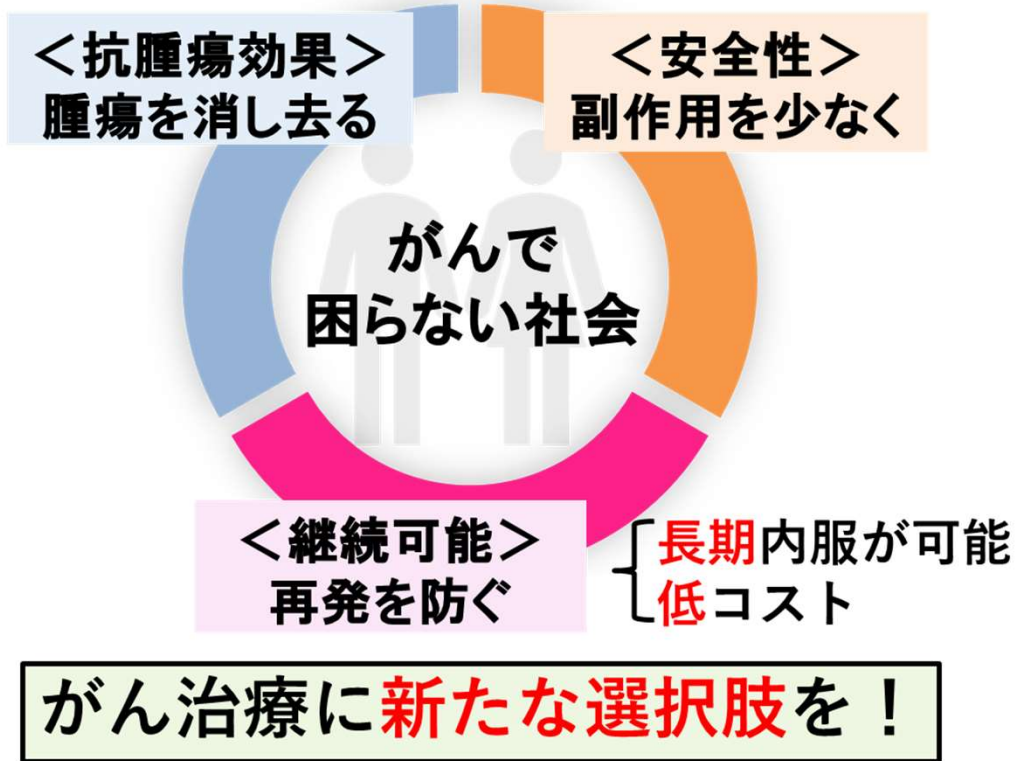 ＜抗腫瘍効果＞
腫瘍を消し去る
＜安全性＞
副作用を少なく
がんで
困らない社会
＜継続可能＞
再発を防ぐ
長期内服が可能
低コスト
がん治療に新たな選択肢を！